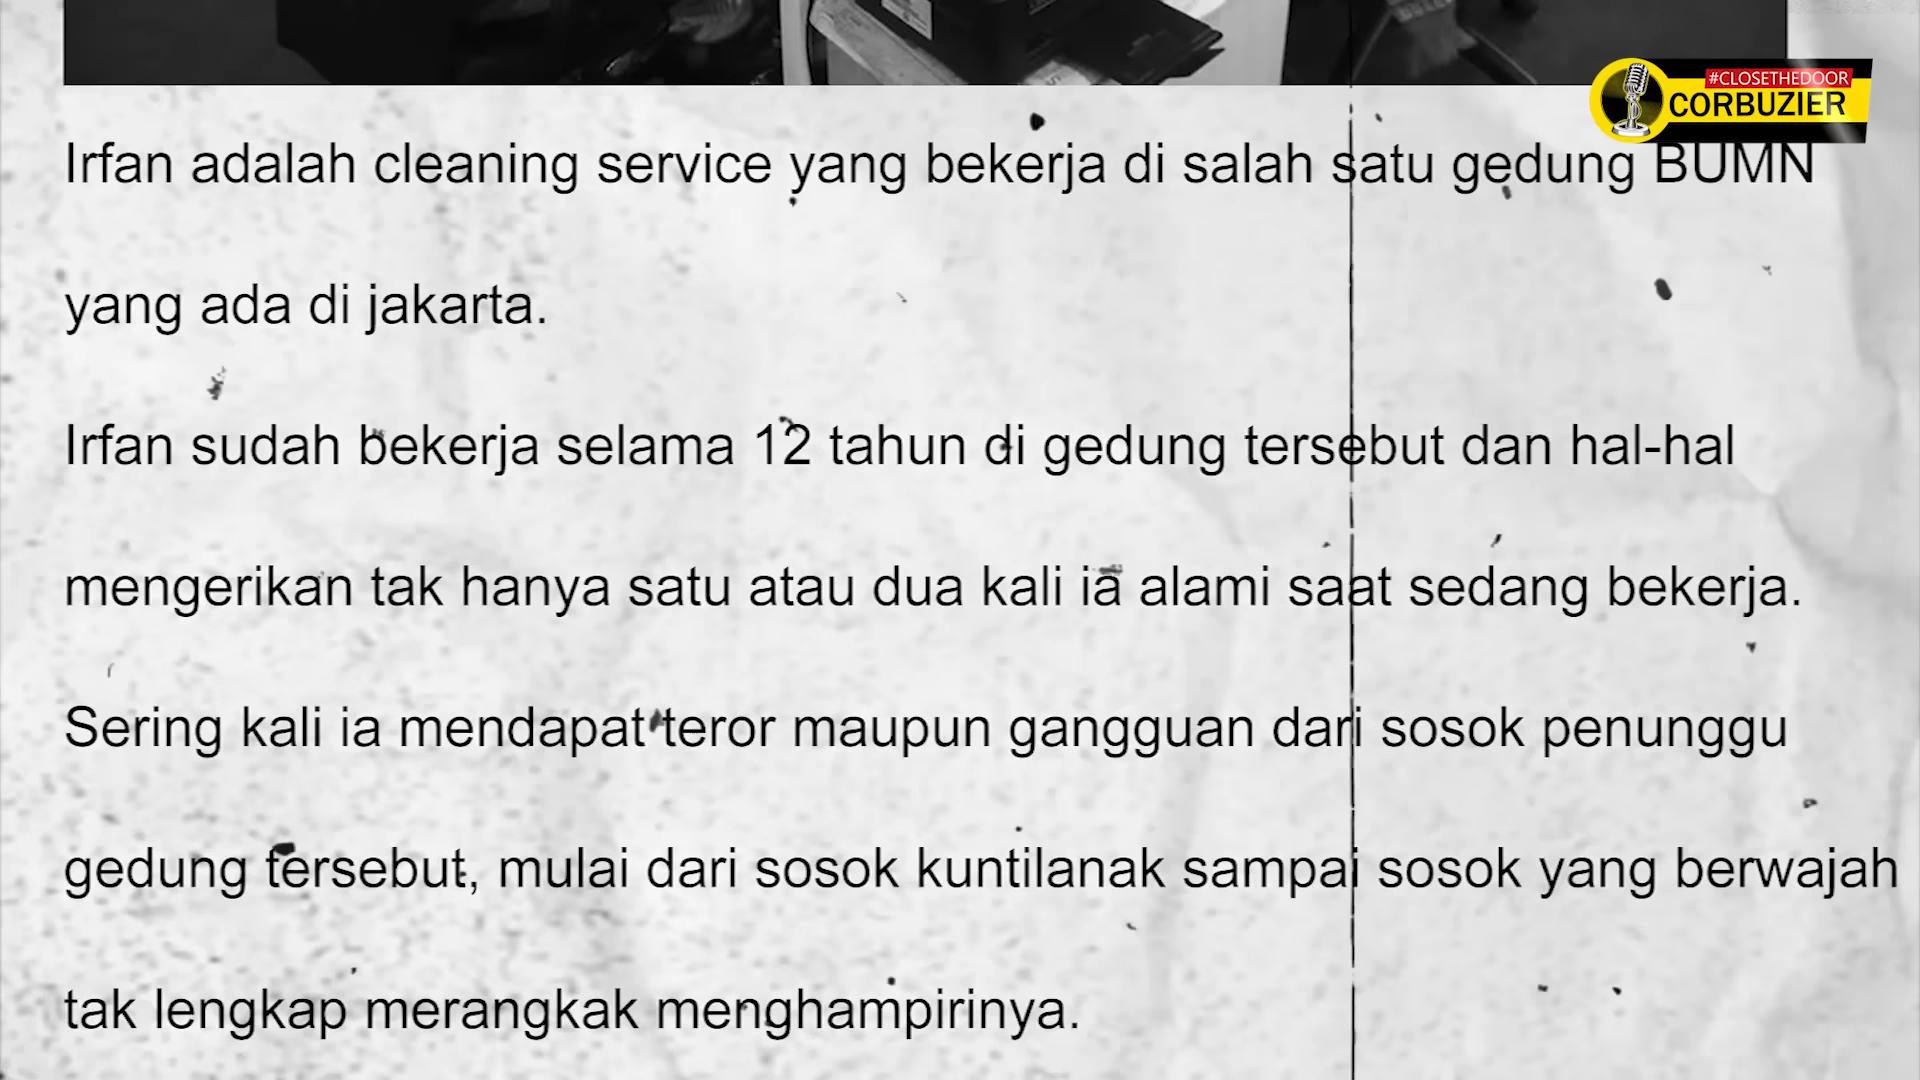 #CLOSETHEDOOR
CORBUZIER
Irfan adalah cleaning service yang bekerja di salah satu gedung BUMN
yang ada di jakarta.
Irfan sudah bekerja selama 12 tahun di gedung tersebut dan hal-hal
mengerikan tak hanya satu atau dua kali ia alami saat sedang bekerja.
Sering kali ia mendapat teror maupun gangguan dari sosok penunggu
gedung tersebut, mulai dari sosok kuntilanak sampai sosok yang berwajah
tak lengkap merangkak menghampirinya.